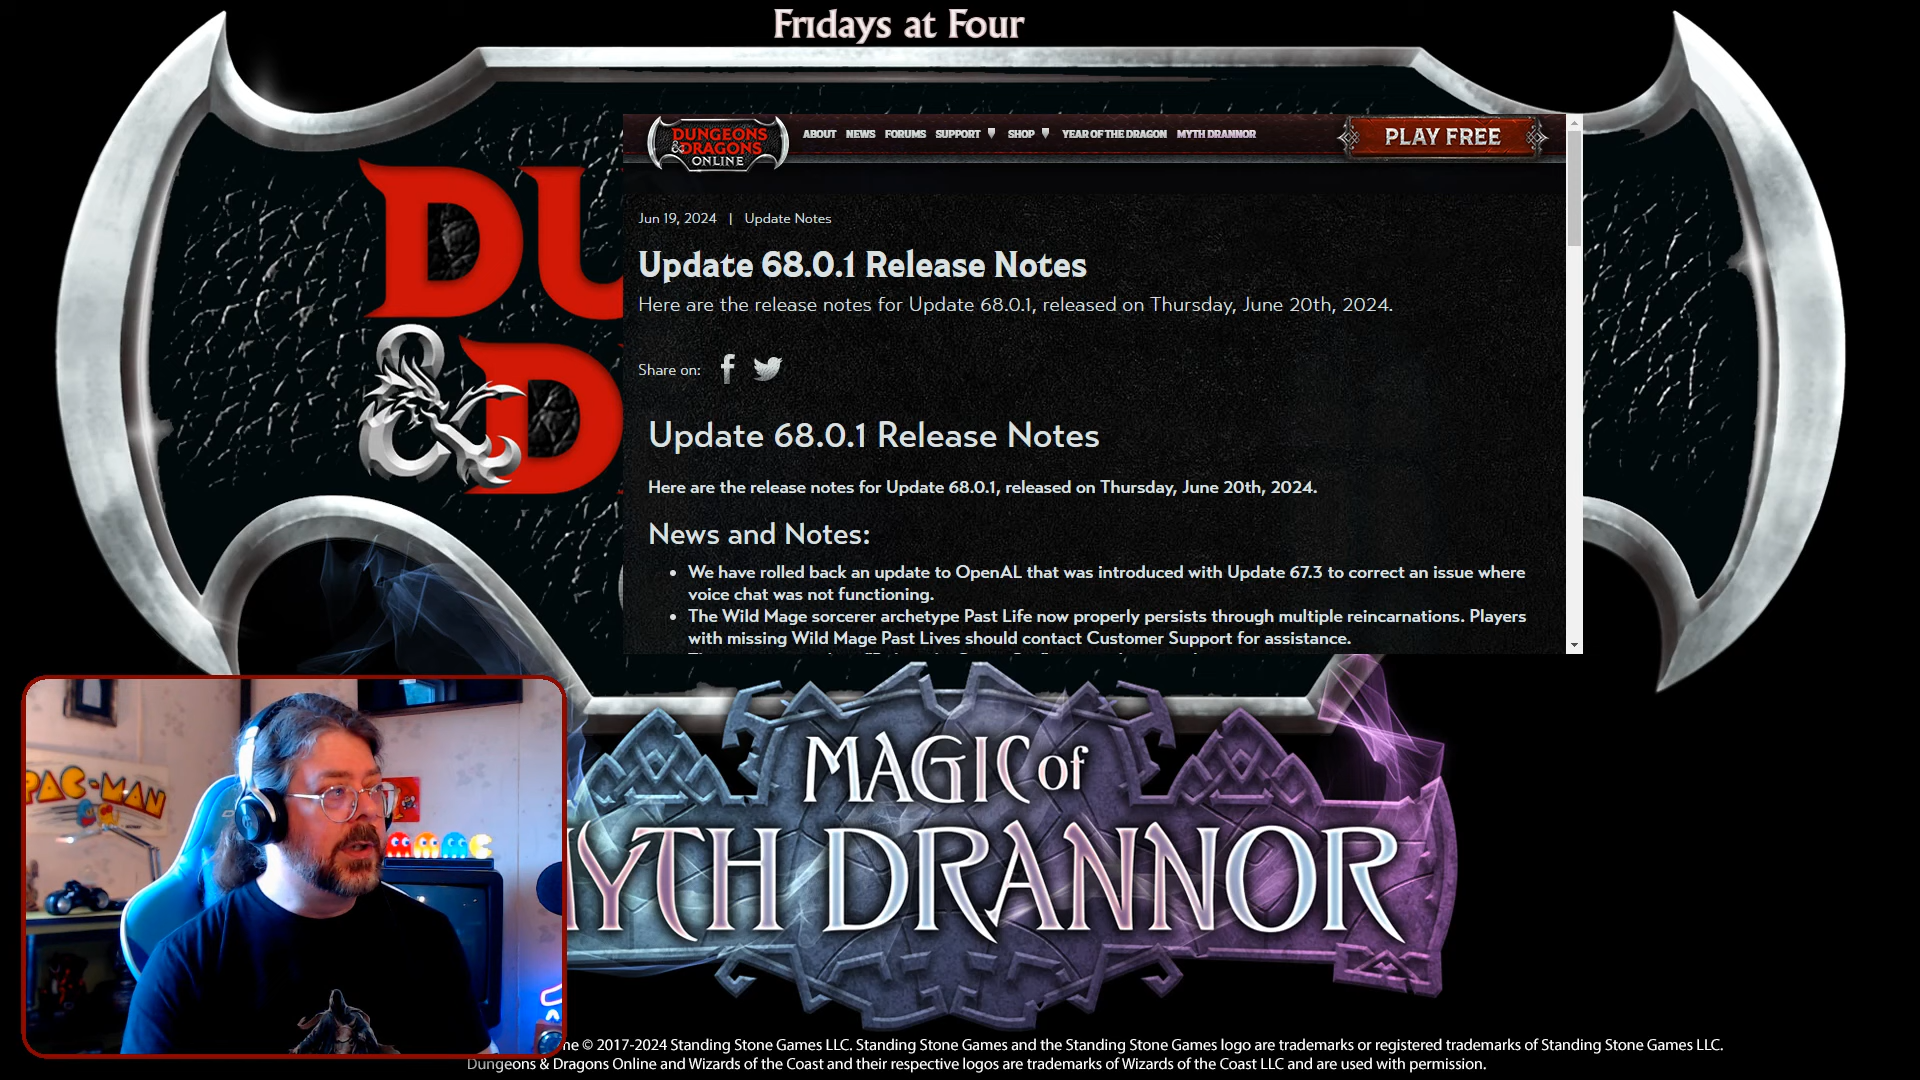 Fridays at Four
DUNGEONS
& DRAGONS
ONLINE
ABOUT NEWS FORUMS SUPPORT SHOP YEAR OF THE DRAGON MYTH DRANNOR
PLAY FREE
DU
&
D
Jun 19, 2024 | Update Notes
Update 68.0.1 Release Notes
Here are the release notes for Update 68.0.1, released on Thursday, June 20th, 2024.
Share on:
Update 68.0.1 Release Notes
Here are the release notes for Update 68.0.1, released on Thursday, June 20th, 2024.
News and Notes:
• We have rolled back an update to OpenAL that was introduced with Update 67.3 to correct an issue where
voice chat was not functioning.
• The Wild Mage sorcerer archetype Past Life now properly persists through multiple reincarnations. Players
with missing Wild Mage Past Lives should contact Customer Support for assistance.
MAGIC of
MYTH DRANNOR
PAC-MAN
© 2017-2024 Standing Stone Games LLC. Standing Stone Games and the Standing Stone Games logo are trademarks or registered trademarks of Standing Stone Games LLC.
Dungeons & Dragons Online and Wizards of the Coast and their respective logos are trademarks of Wizards of the Coast LLC and are used with permission.